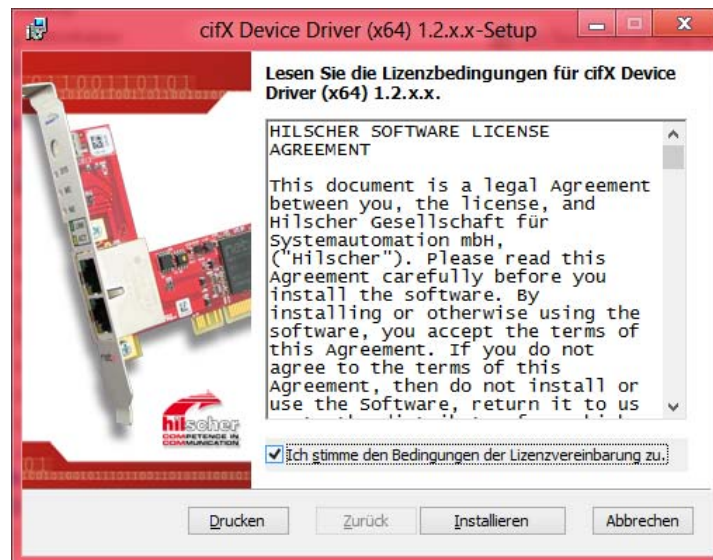 cifX Device Driver (x64) 1.2.x.x-Setup
Lesen Sie die Lizenzbedingungen für cifX Device
Driver (x64) 1.2.x.x.
HILSCHER SOFTWARE LICENSE
AGREEMENT
This document is a legal Agreement
between you, the license, and
Hilscher Gesellschaft für
Systemautomation mbH,
("Hilscher"). Please read this
Agreement carefully before you
install the software. By
installing or otherwise using the
software, you accept the terms of
this Agreement. If you do not
agree to the terms of this
Agreement, then do not install or
use the Software, return it to us
hilscher
COMPETENCE IN
COMMUNICATION
Ich stimme den Bedingungen der Lizenzvereinbarung zu.
Drucken
Zurück
Installieren
Abbrechen